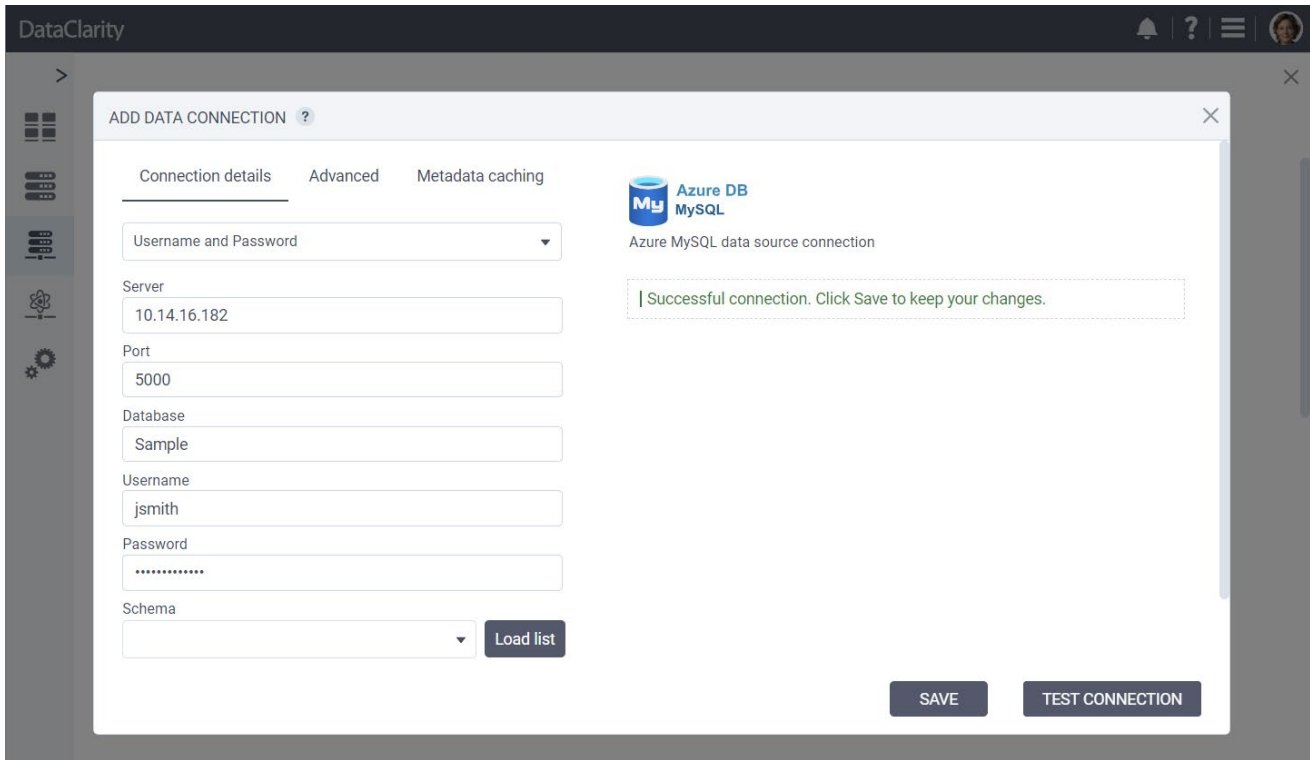 DataClarity
?
>
ADD DATA CONNECTION ?
Connection details Advanced Metadata caching
Username and Password
Server
10.14.16.182
Port
5000
Database
Sample
Username
jsmith
Password
•••••••••••••
Schema
Load list
My
Azure DB
MySQL
Azure MySQL data source connection
Successful connection. Click Save to keep your changes.
SAVE TEST CONNECTION